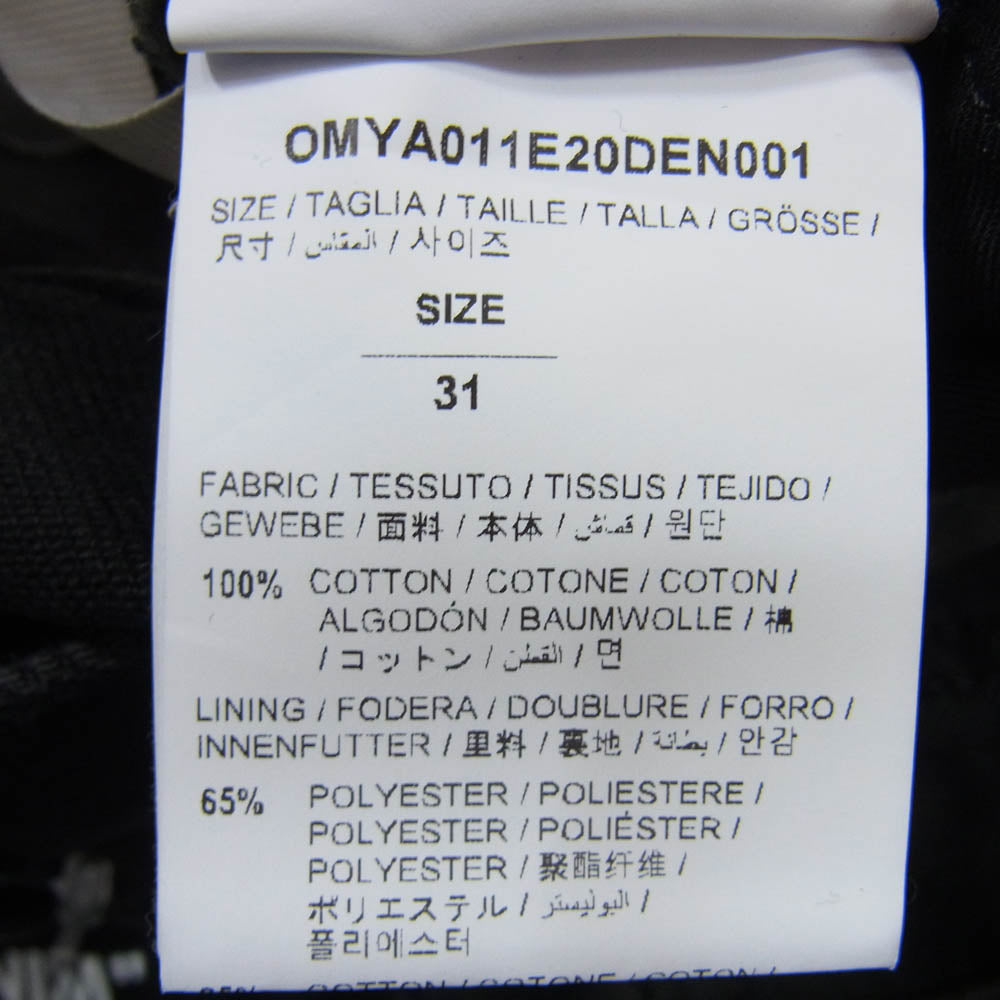 OMYA011E20DEN001
SIZE / TAGLIA / TAILLE / TALLA / GRÖSSE /
尺寸 / المقاس / 사이즈
SIZE
31
FABRIC / TESSUTO / TISSUS / TEJIDO /
GEWEBE / 面料 / 本体 / قماش / 원단
100% COTTON / COTONE / COTON /
ALGODÓN / BAUMWOLLE / 棉
/ コットン / القطن / 면
LINING / FODERA / DOUBLURE / FORRO /
INNENFUTTER / 里料 / 裏地 / بطانة / 안감
65% POLYESTER / POLIESTERE /
POLYESTER / POLIÉSTER /
POLYESTER / 聚酯纤维 /
ポリエステル / البوليستر /
폴리에스터
COTTON / COTONE / COTON /